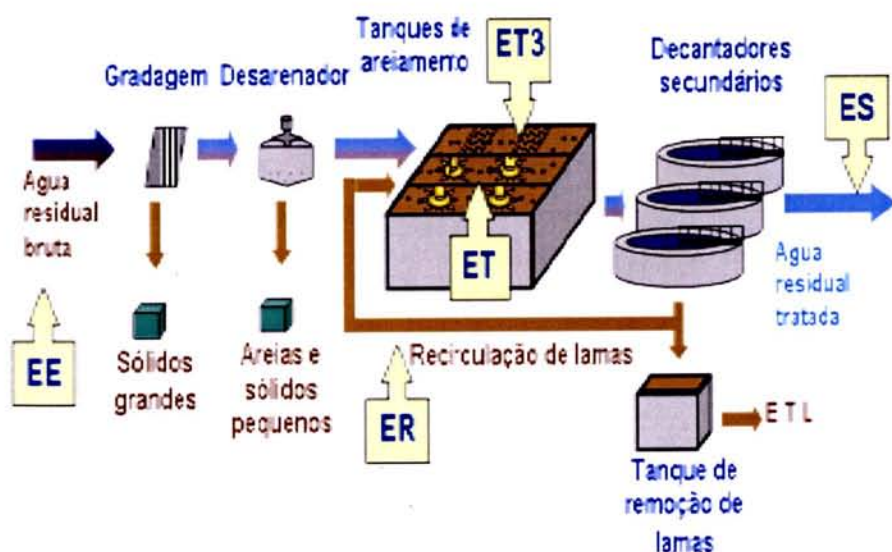 Tanques de
areiamento
ET3
Decantadores
secundários
ES
Gradagem
Desarenador
Agua
residual
bruta
ET
Agua
residual
tratada
EE
Sólidos
grandes
Areias e
sólidos
pequenos
Recirculação de lamas
ER
E T L
Tanque de
remoção de
lamas